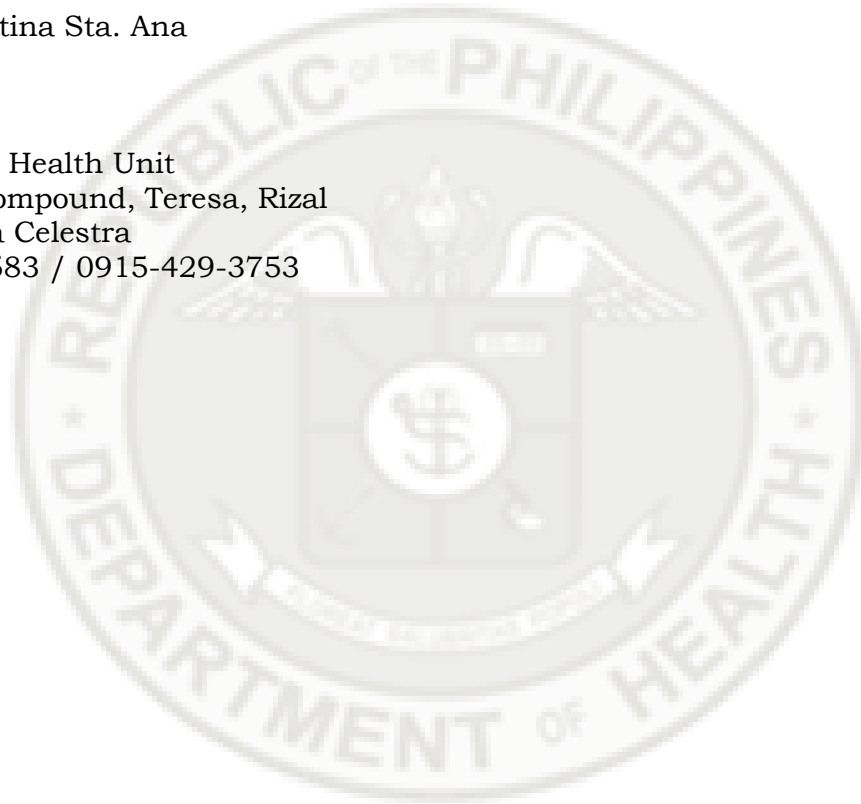 tina Sta. Ana
Health Unit
ompound, Teresa, Rizal
a Celestra
583 / 0915-429-3753
REPUBLIC OF THE PHILIPPINES
DEPARTMENT OF HEALTH